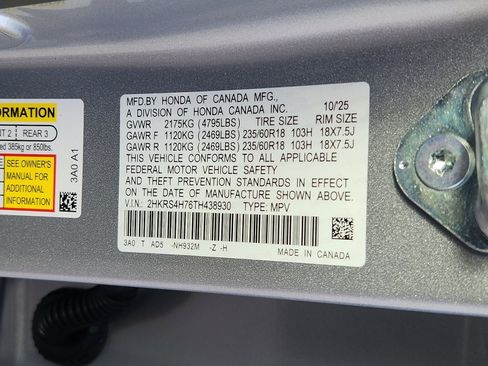 FORMATION
NT 2 REAR 3
ed 385kg or 850lbs.
SEE OWNER'S
MANUAL FOR
ADDITIONAL
INFORMATION
3A0 A1
MFD.BY HONDA OF CANADA MFG., 10/'25
A DIVISION OF HONDA CANADA INC.
GVWR 2175KG (4795LBS) TIRE SIZE RIM SIZE
GAWR F 1120KG (2469LBS) 235/60R18 103H 18X7.5J
GAWR R 1120KG (2469LBS) 235/60R18 103H 18X7.5J
THIS VEHICLE CONFORMS TO ALL APPLICABLE
FEDERAL MOTOR VEHICLE SAFETY
AND THEFT PREVENTION STANDARDS IN EFFECT
ON THE DATE OF MANUFACTURE SHOWN ABOVE.
V.I.N: 2HKRS4H76TH438930 TYPE: MPV
3A0 T AD5 -NH932M -Z -H
MADE IN CANADA